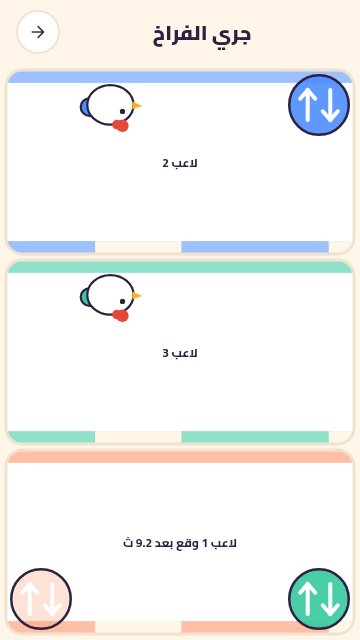 جري الفراخ
لاعب 2
لاعب 3
لاعب 1 وقع بعد 9.2 ث